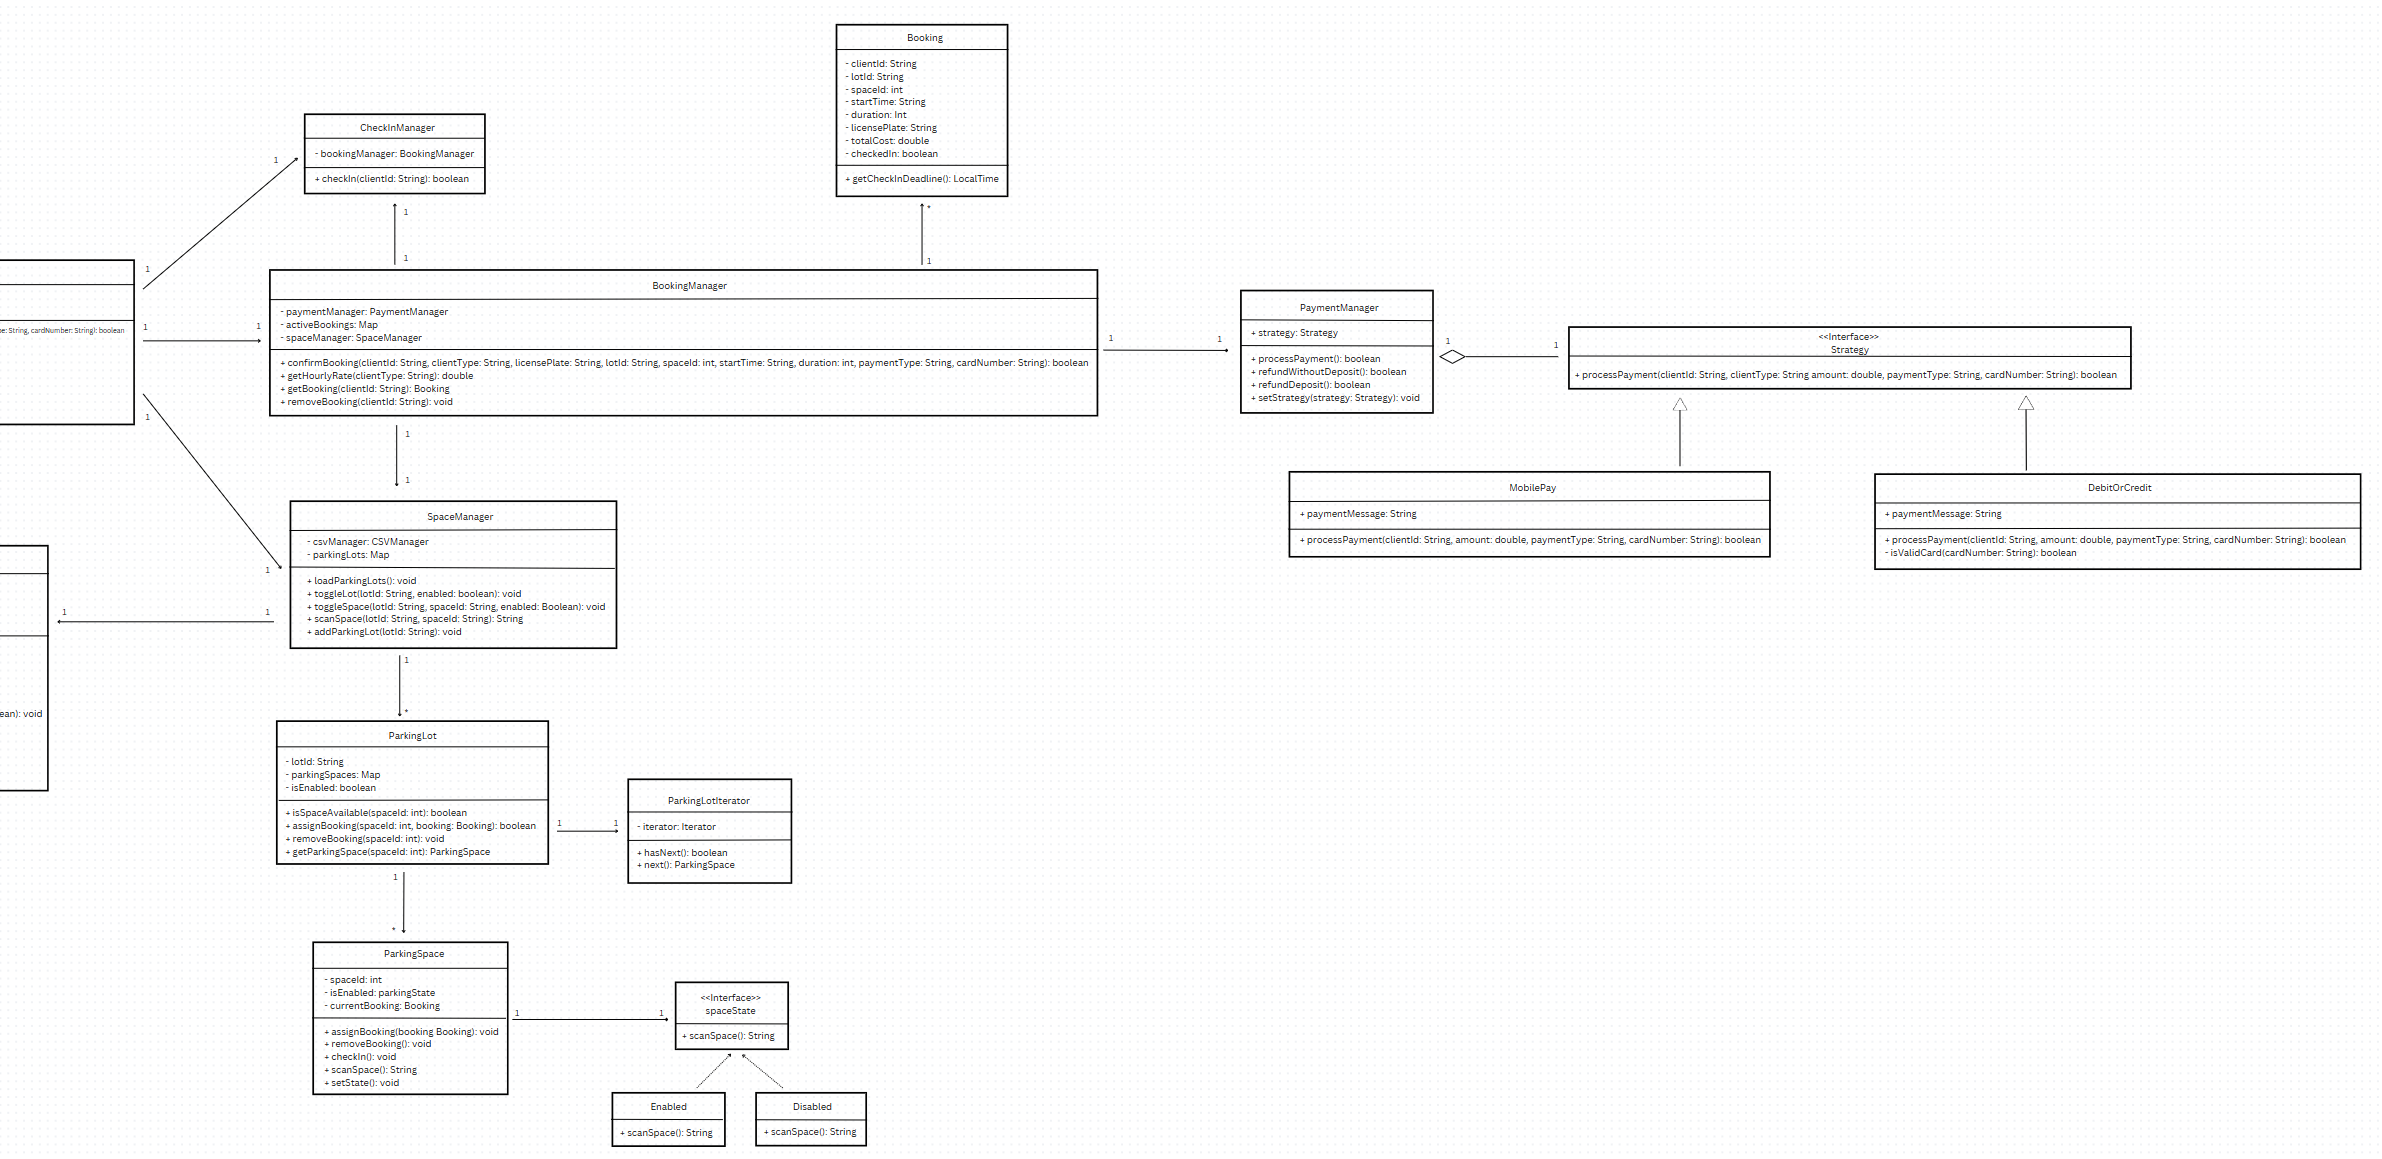 Booking
- clientId: String
- lotId: String
- spaceId: int
- startTime: String
- duration: Int
- licensePlate: String
- totalCost: double
- checkedIn: boolean
+ getCheckInDeadline(): LocalTime
CheckInManager
- bookingManager: BookingManager
+ checkIn(clientId: String): boolean
1
1
1
1
*
1
e: String, cardNumber: String): boolean
1
1
BookingManager
- paymentManager: PaymentManager
- activeBookings: Map
- spaceManager: SpaceManager
+ confirmBooking(clientId: String, clientType: String, licensePlate: String, lotId: String, spaceId: int, startTime: String, duration: int, paymentType: String, cardNumber: String): boolean
+ getHourlyRate(clientType: String): double
+ getBooking(clientId: String): Booking
+ removeBooking(clientId: String): void
1
1
PaymentManager
+ strategy: Strategy
+ processPayment(): boolean
+ refundWithoutDeposit(): boolean
+ refundDeposit(): boolean
+ setStrategy(strategy: Strategy): void
1
1
<<Interface>>
Strategy
+ processPayment(clientId: String, clientType: String amount: double, paymentType: String, cardNumber: String): boolean
MobilePay
+ paymentMessage: String
+ processPayment(clientId: String, amount: double, paymentType: String, cardNumber: String): boolean
DebitOrCredit
+ paymentMessage: String
+ processPayment(clientId: String, amount: double, paymentType: String, cardNumber: String): boolean
- isValidCard(cardNumber: String): boolean
1
1
1
1
SpaceManager
- csvManager: CSVManager
- parkingLots: Map
+ loadParkingLots(): void
+ toggleLot(lotId: String, enabled: boolean): void
+ toggleSpace(lotId: String, spaceId: String, enabled: Boolean): void
+ scanSpace(lotId: String, spaceId: String): String
+ addParkingLot(lotId: String): void
1
1
ean): void
1
*
ParkingLot
- lotId: String
- parkingSpaces: Map
- isEnabled: boolean
+ isSpaceAvailable(spaceId: int): boolean
+ assignBooking(spaceId: int, booking: Booking): boolean
+ removeBooking(spaceId: int): void
+ getParkingSpace(spaceId: int): ParkingSpace
1
1
ParkingLotIterator
- iterator: Iterator
+ hasNext(): boolean
+ next(): ParkingSpace
1
*
ParkingSpace
- spaceId: int
- isEnabled: parkingState
- currentBooking: Booking
+ assignBooking(booking Booking): void
+ removeBooking(): void
+ checkIn(): void
+ scanSpace(): String
+ setState(): void
1
1
<<Interface>>
spaceState
+ scanSpace(): String
Enabled
+ scanSpace(): String
Disabled
+ scanSpace(): String